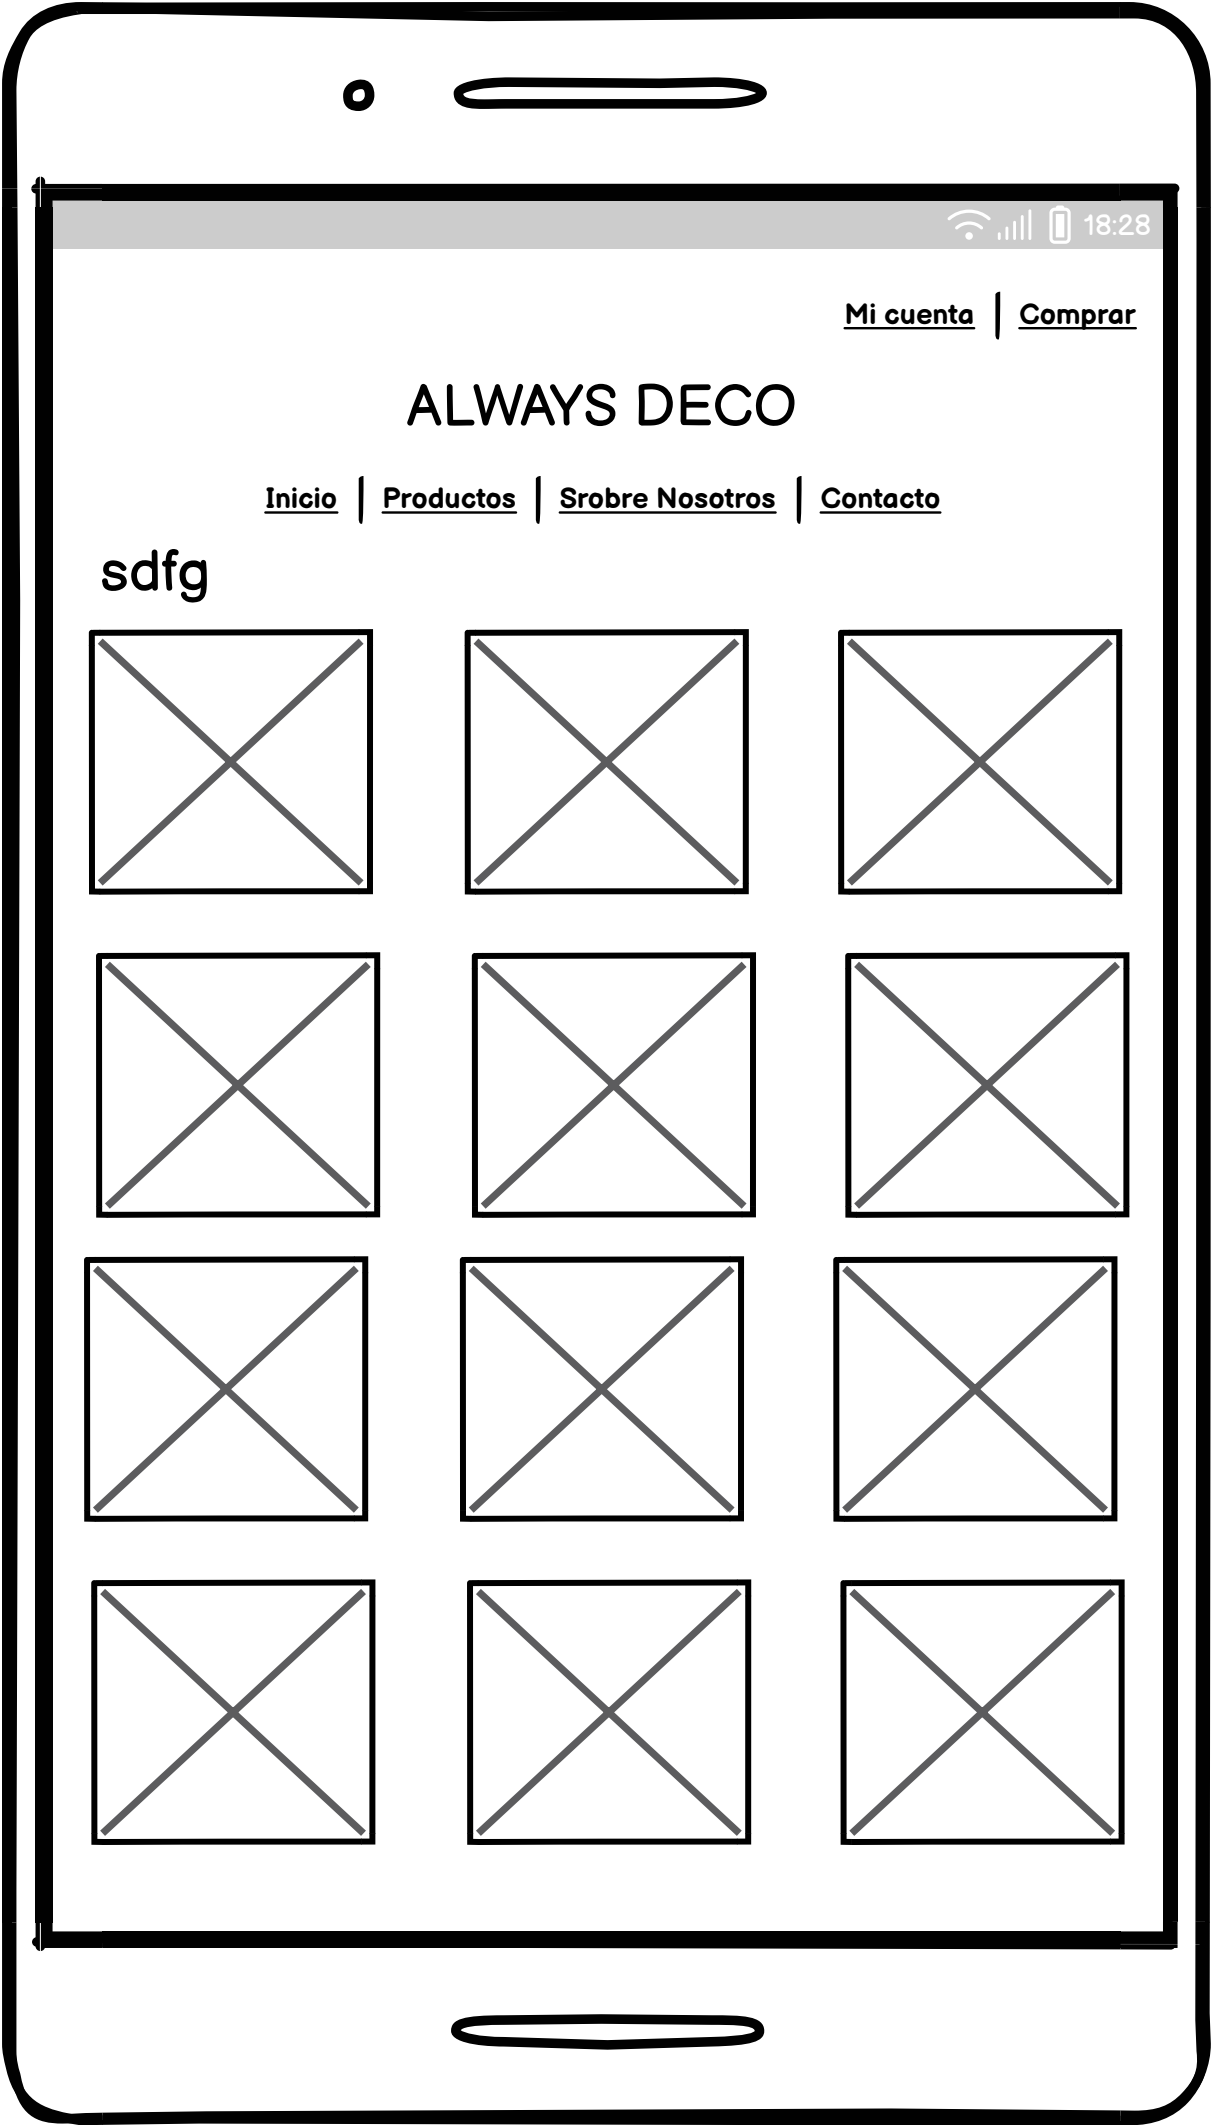 18:28
Mi cuenta | Comprar
ALWAYS DECO
Inicio | Productos | Srobre Nosotros | Contacto
sdfg